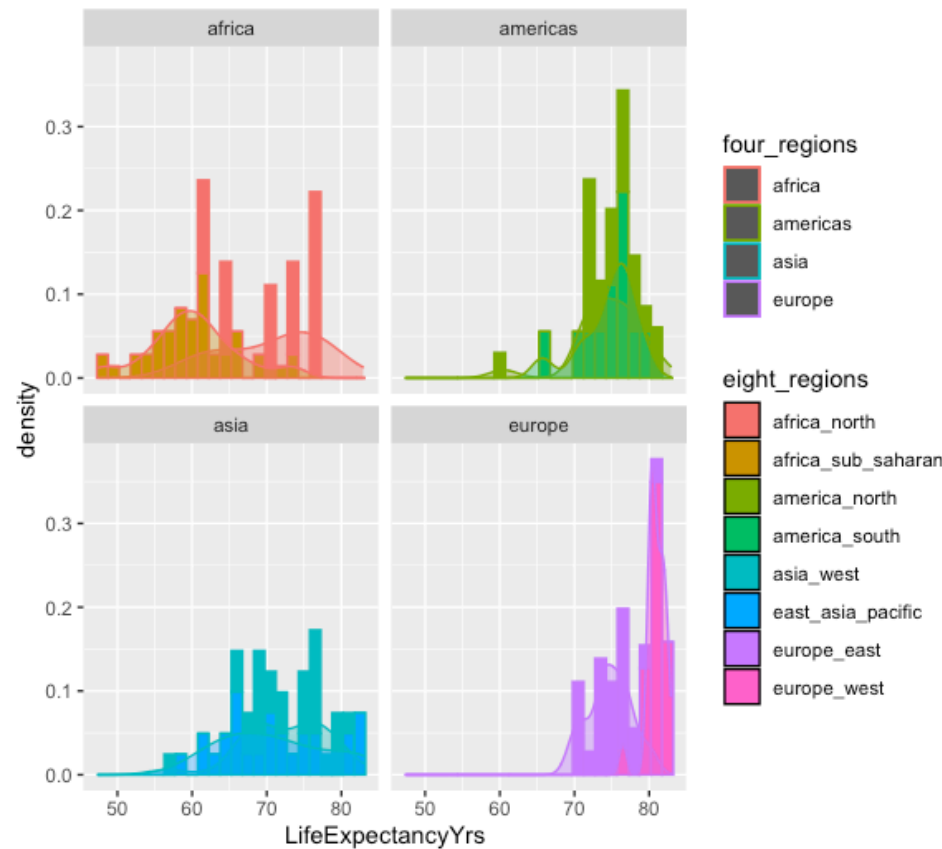 africa
americas
0.3
0.2
0.1
0.0
asia
europe
density
0.3
0.2
0.1
0.0
50
60
70
80
50
60
70
80
LifeExpectancyYrs
four_regions
africa
americas
asia
europe
eight_regions
africa_north
africa_sub_saharan
america_north
america_south
asia_west
east_asia_pacific
europe_east
europe_west